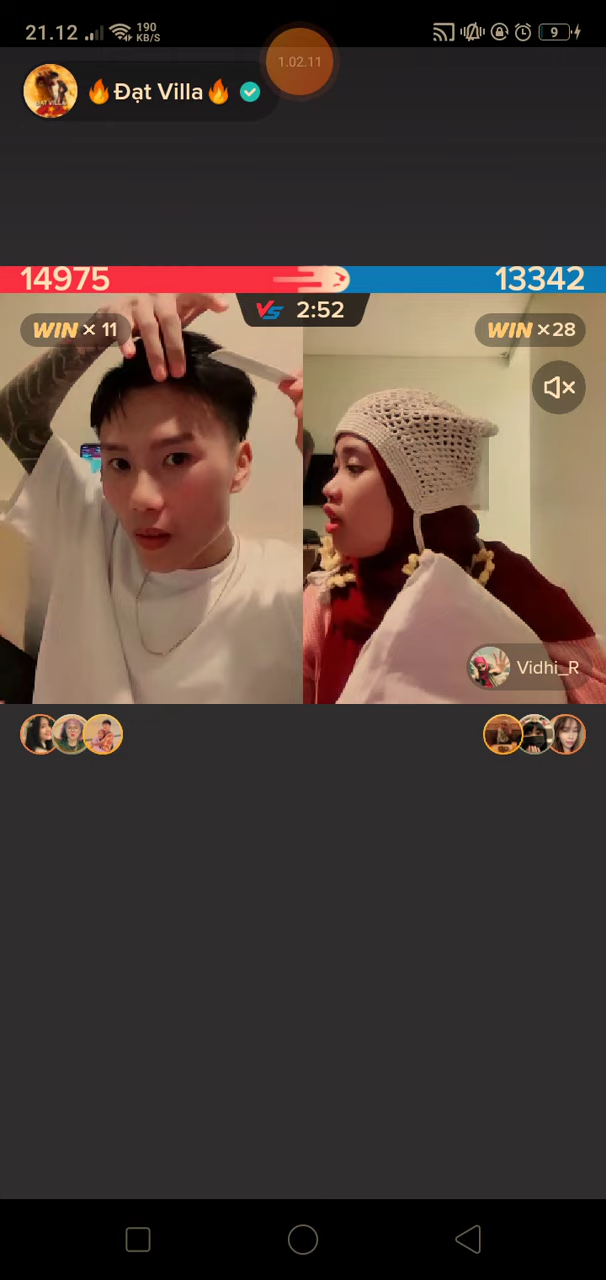 21.12 190 KB/S 9
1.02.11
🔥Đạt Villa🔥
14975 13342
VS 2:52
WIN × 11 WIN ×28
Vidhi_R